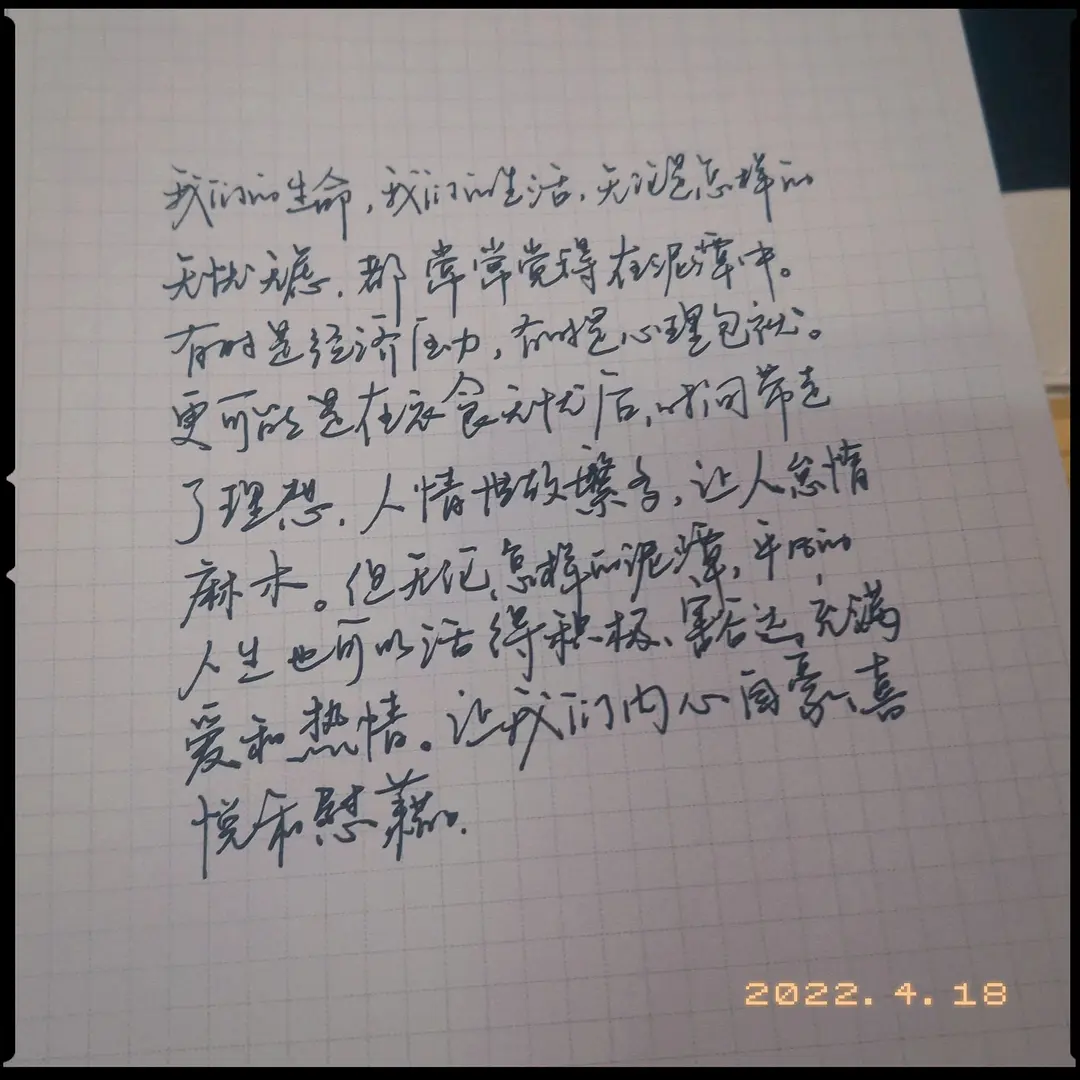 我们的生命,我们的生活,无论是怎样的
无忧无虑,都常常觉得在泥潭中。
有时是经济压力,有时是心理包袱。
更可能是在衣食无忧后,时间带走
了理想,人情世故繁多,让人怠惰
麻木。但无论怎样的泥潭,平凡的
人生也可以活得积极、豁达、充满
爱和热情。让我们内心自豪、喜
悦和慰藉。
2022.4.18